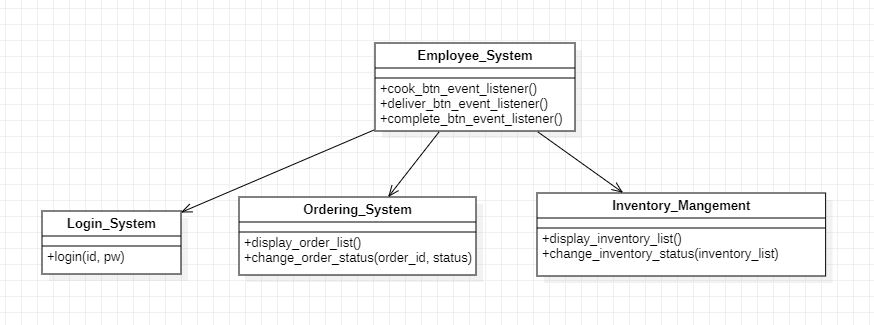 Employee_System
+cook_btn_event_listener()
+deliver_btn_event_listener()
+complete_btn_event_listener()
Login_System
+login(id, pw)
Ordering_System
+display_order_list()
+change_order_status(order_id, status)
Inventory_Mangement
+display_inventory_list()
+change_inventory_status(inventory_list)